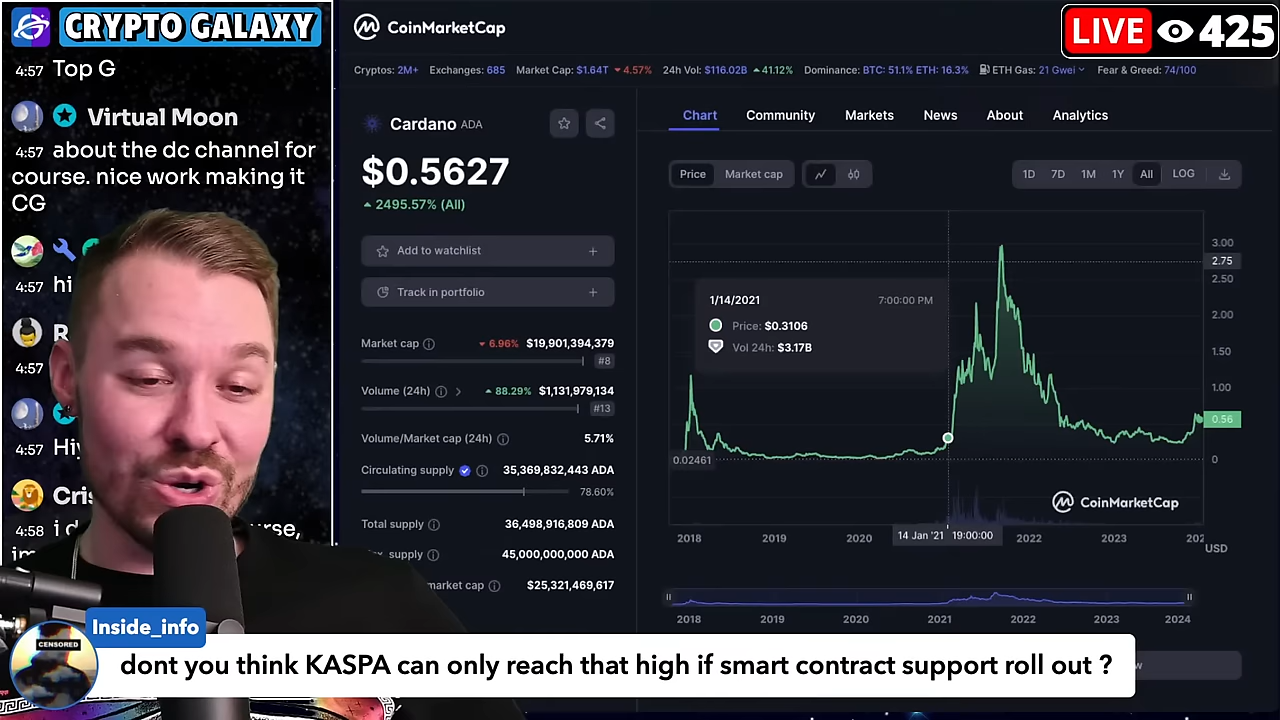 CRYPTO GALAXY
4:57 Top G
Virtual Moon
4:57 about the dc channel for
course. nice work making it
CG
4:57 hi
R
4:57
4:57
Cris
4:58 i d
im
CoinMarketCap
Cryptos: 2M+ Exchanges: 685 Market Cap: $1.64T 4.57% 24h Vol: $116.02B 41.12% Dominance: BTC: 51.1% ETH: 16.3% ETH Gas: 21 Gwei Fear & Greed: 74/100
LIVE 425
Cardano ADA
$0.5627
2495.57% (All)
Add to watchlist +
Track in portfolio +
Market cap 6.96% $19,901,394,379
#8
Volume (24h) > 88.29% $1,131,979,134
#13
Volume/Market cap (24h) 5.71%
Circulating supply 35,369,832,443 ADA
78.60%
Total supply 36,498,916,809 ADA
supply 45,000,000,000 ADA
market cap $25,321,469,617
Chart Community Markets News About Analytics
Price Market cap
1D 7D 1M 1Y All LOG
1/14/2021 7:00:00 PM
Price: $0.3106
Vol 24h: $3.17B
3.00
2.75
2.50
2.00
1.50
1.00
0.56
0
0.02461
CoinMarketCap
14 Jan '21 19:00:00
2018 2019 2020 2022 2023
USD
2018 2019 2020 2021 2022 2023 2024
Inside_info
CENSORED
dont you think KASPA can only reach that high if smart contract support roll out ?